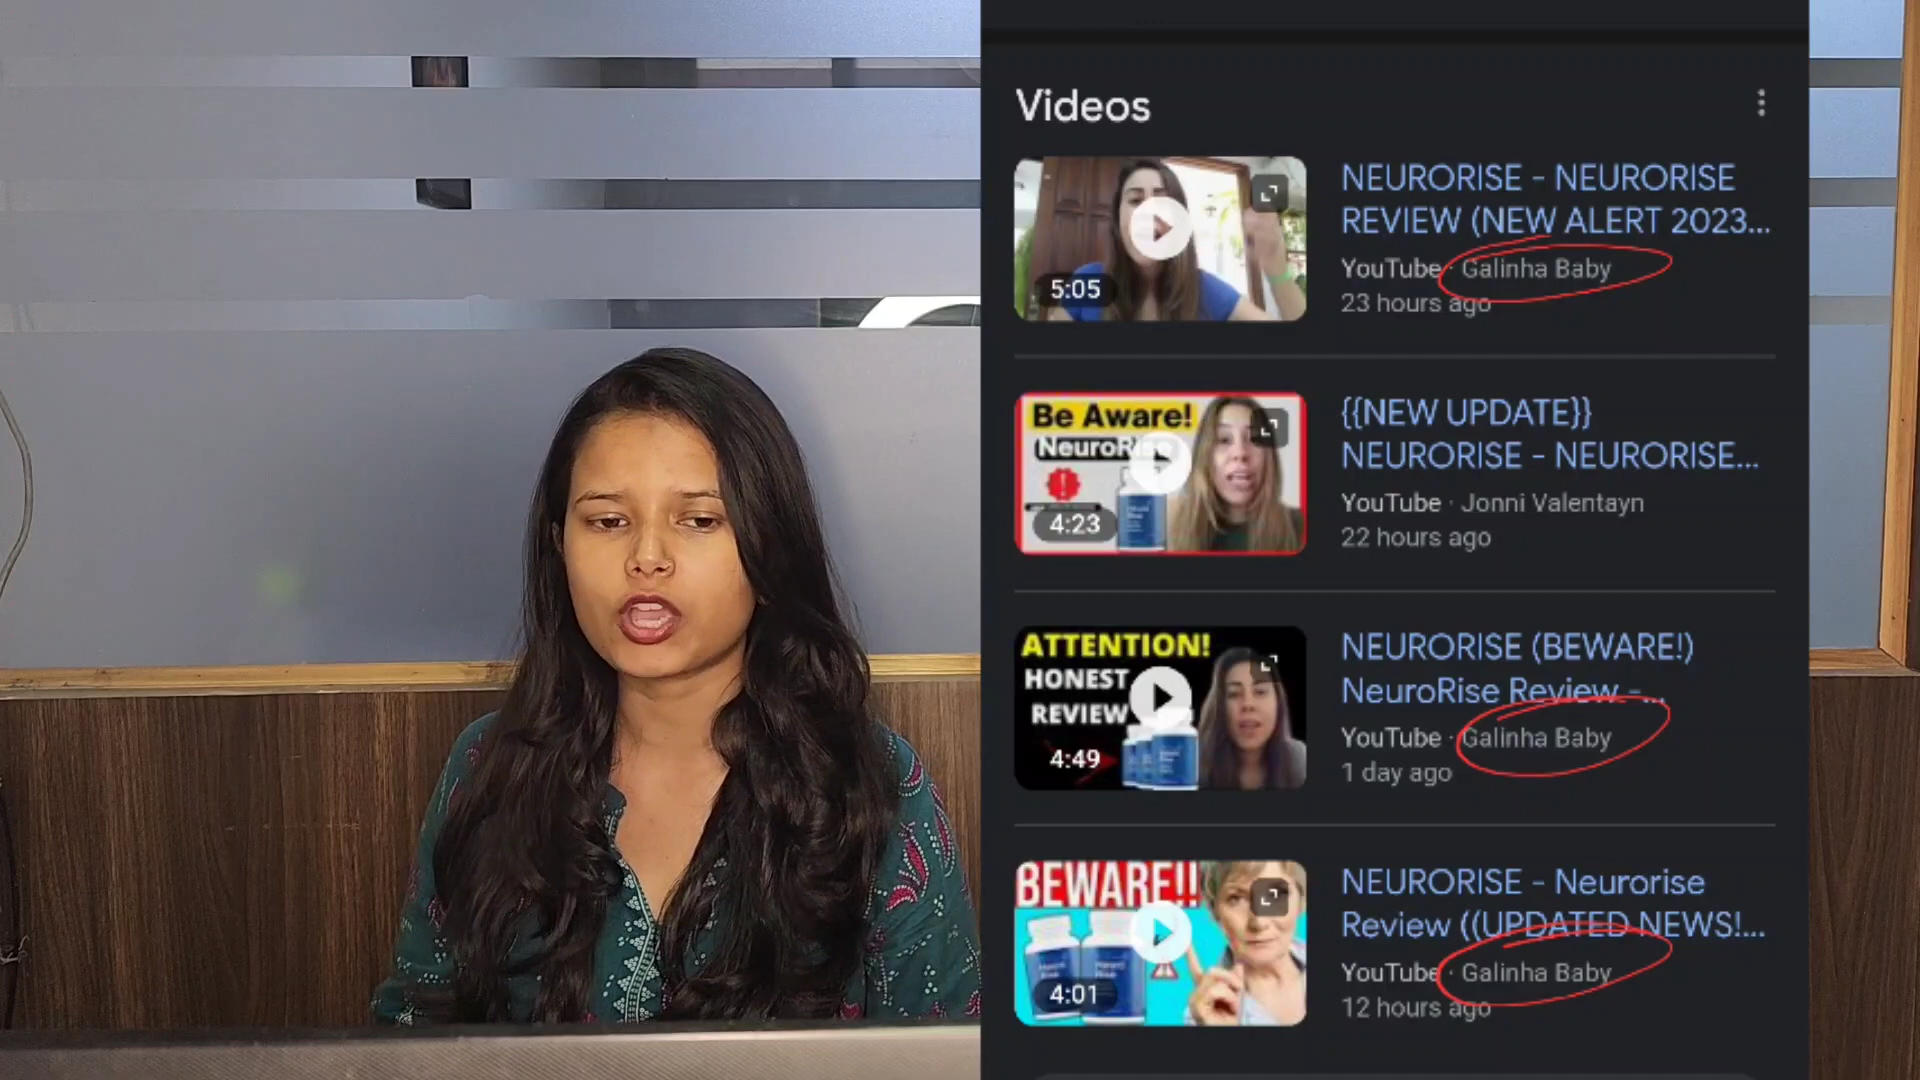 Videos
NEURORISE - NEURORISE
REVIEW (NEW ALERT 2023...
YouTube · Galinha Baby
23 hours ago
5:05
Be Aware!
NeuroRise
4:23
{{NEW UPDATE}}
NEURORISE - NEURORISE...
YouTube · Jonni Valentayn
22 hours ago
ATTENTION!
HONEST
REVIEW
4:49
NEURORISE (BEWARE!)
NeuroRise Review -...
YouTube · Galinha Baby
1 day ago
BEWARE!!
4:01
NEURORISE - Neurorise
Review ((UPDATED NEWS!...
YouTube · Galinha Baby
12 hours ago